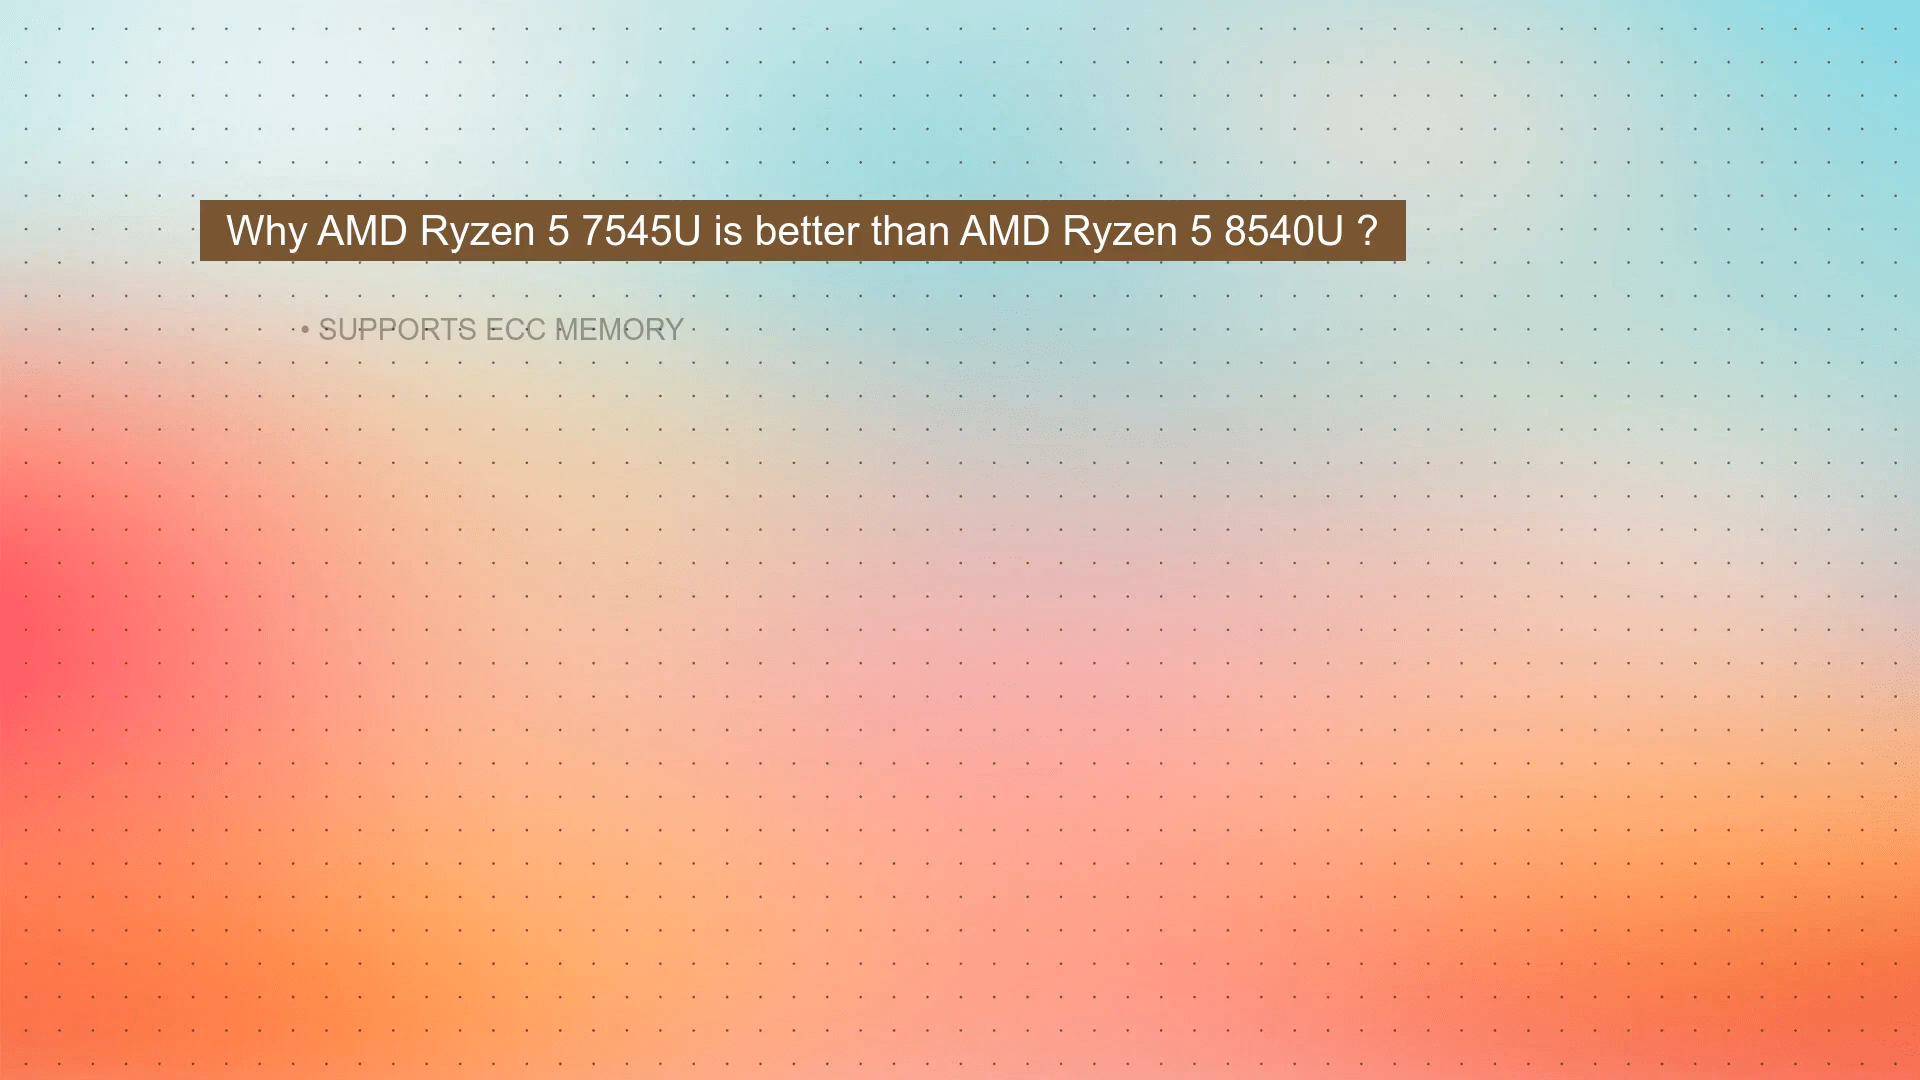 Why AMD Ryzen 5 7545U is better than AMD Ryzen 5 8540U ?
• SUPPORTS ECC MEMORY